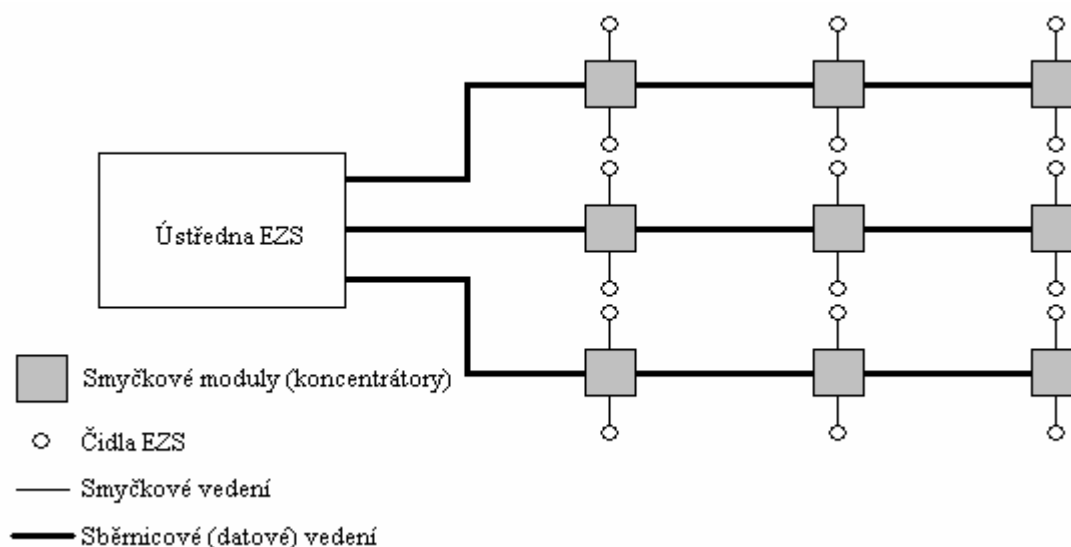 Ústředna EZS
Smyčkové moduly (koncentrátory)
Čidla EZS
Smyčkové vedení
Sběrnicové (datové) vedení